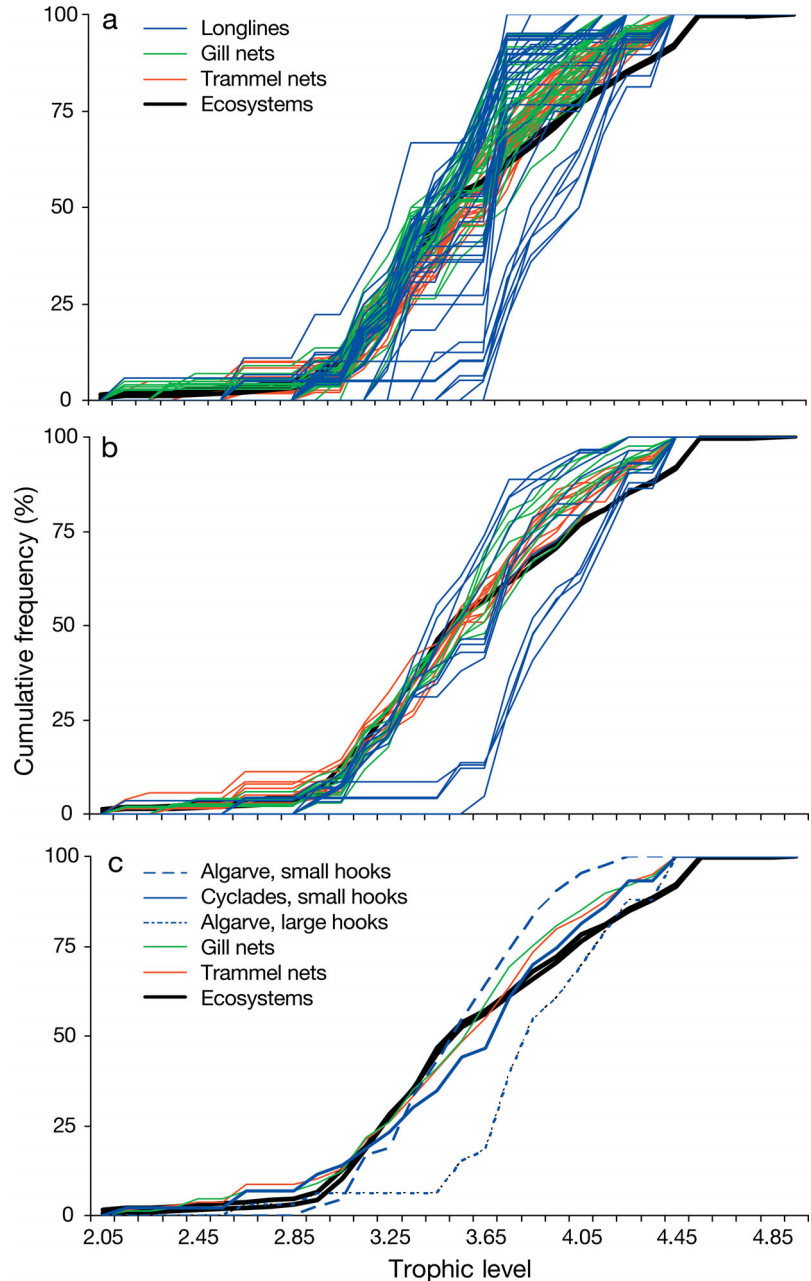 a
Longlines
Gill nets
Trammel nets
Ecosystems
100
75
50
25
0
b
100
75
50
25
0
Cumulative frequency (%)
c
Algarve, small hooks
Cyclades, small hooks
Algarve, large hooks
Gill nets
Trammel nets
Ecosystems
100
75
50
25
0
2.05 2.45 2.85 3.25 3.65 4.05 4.45 4.85
Trophic level